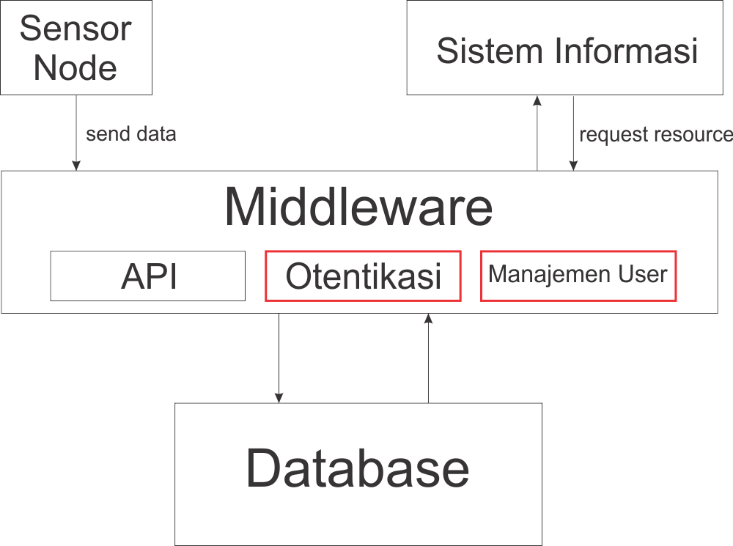 Sensor
Node
Sistem Informasi
send data
request resource
Middleware
API
Otentikasi
Manajemen User
Database